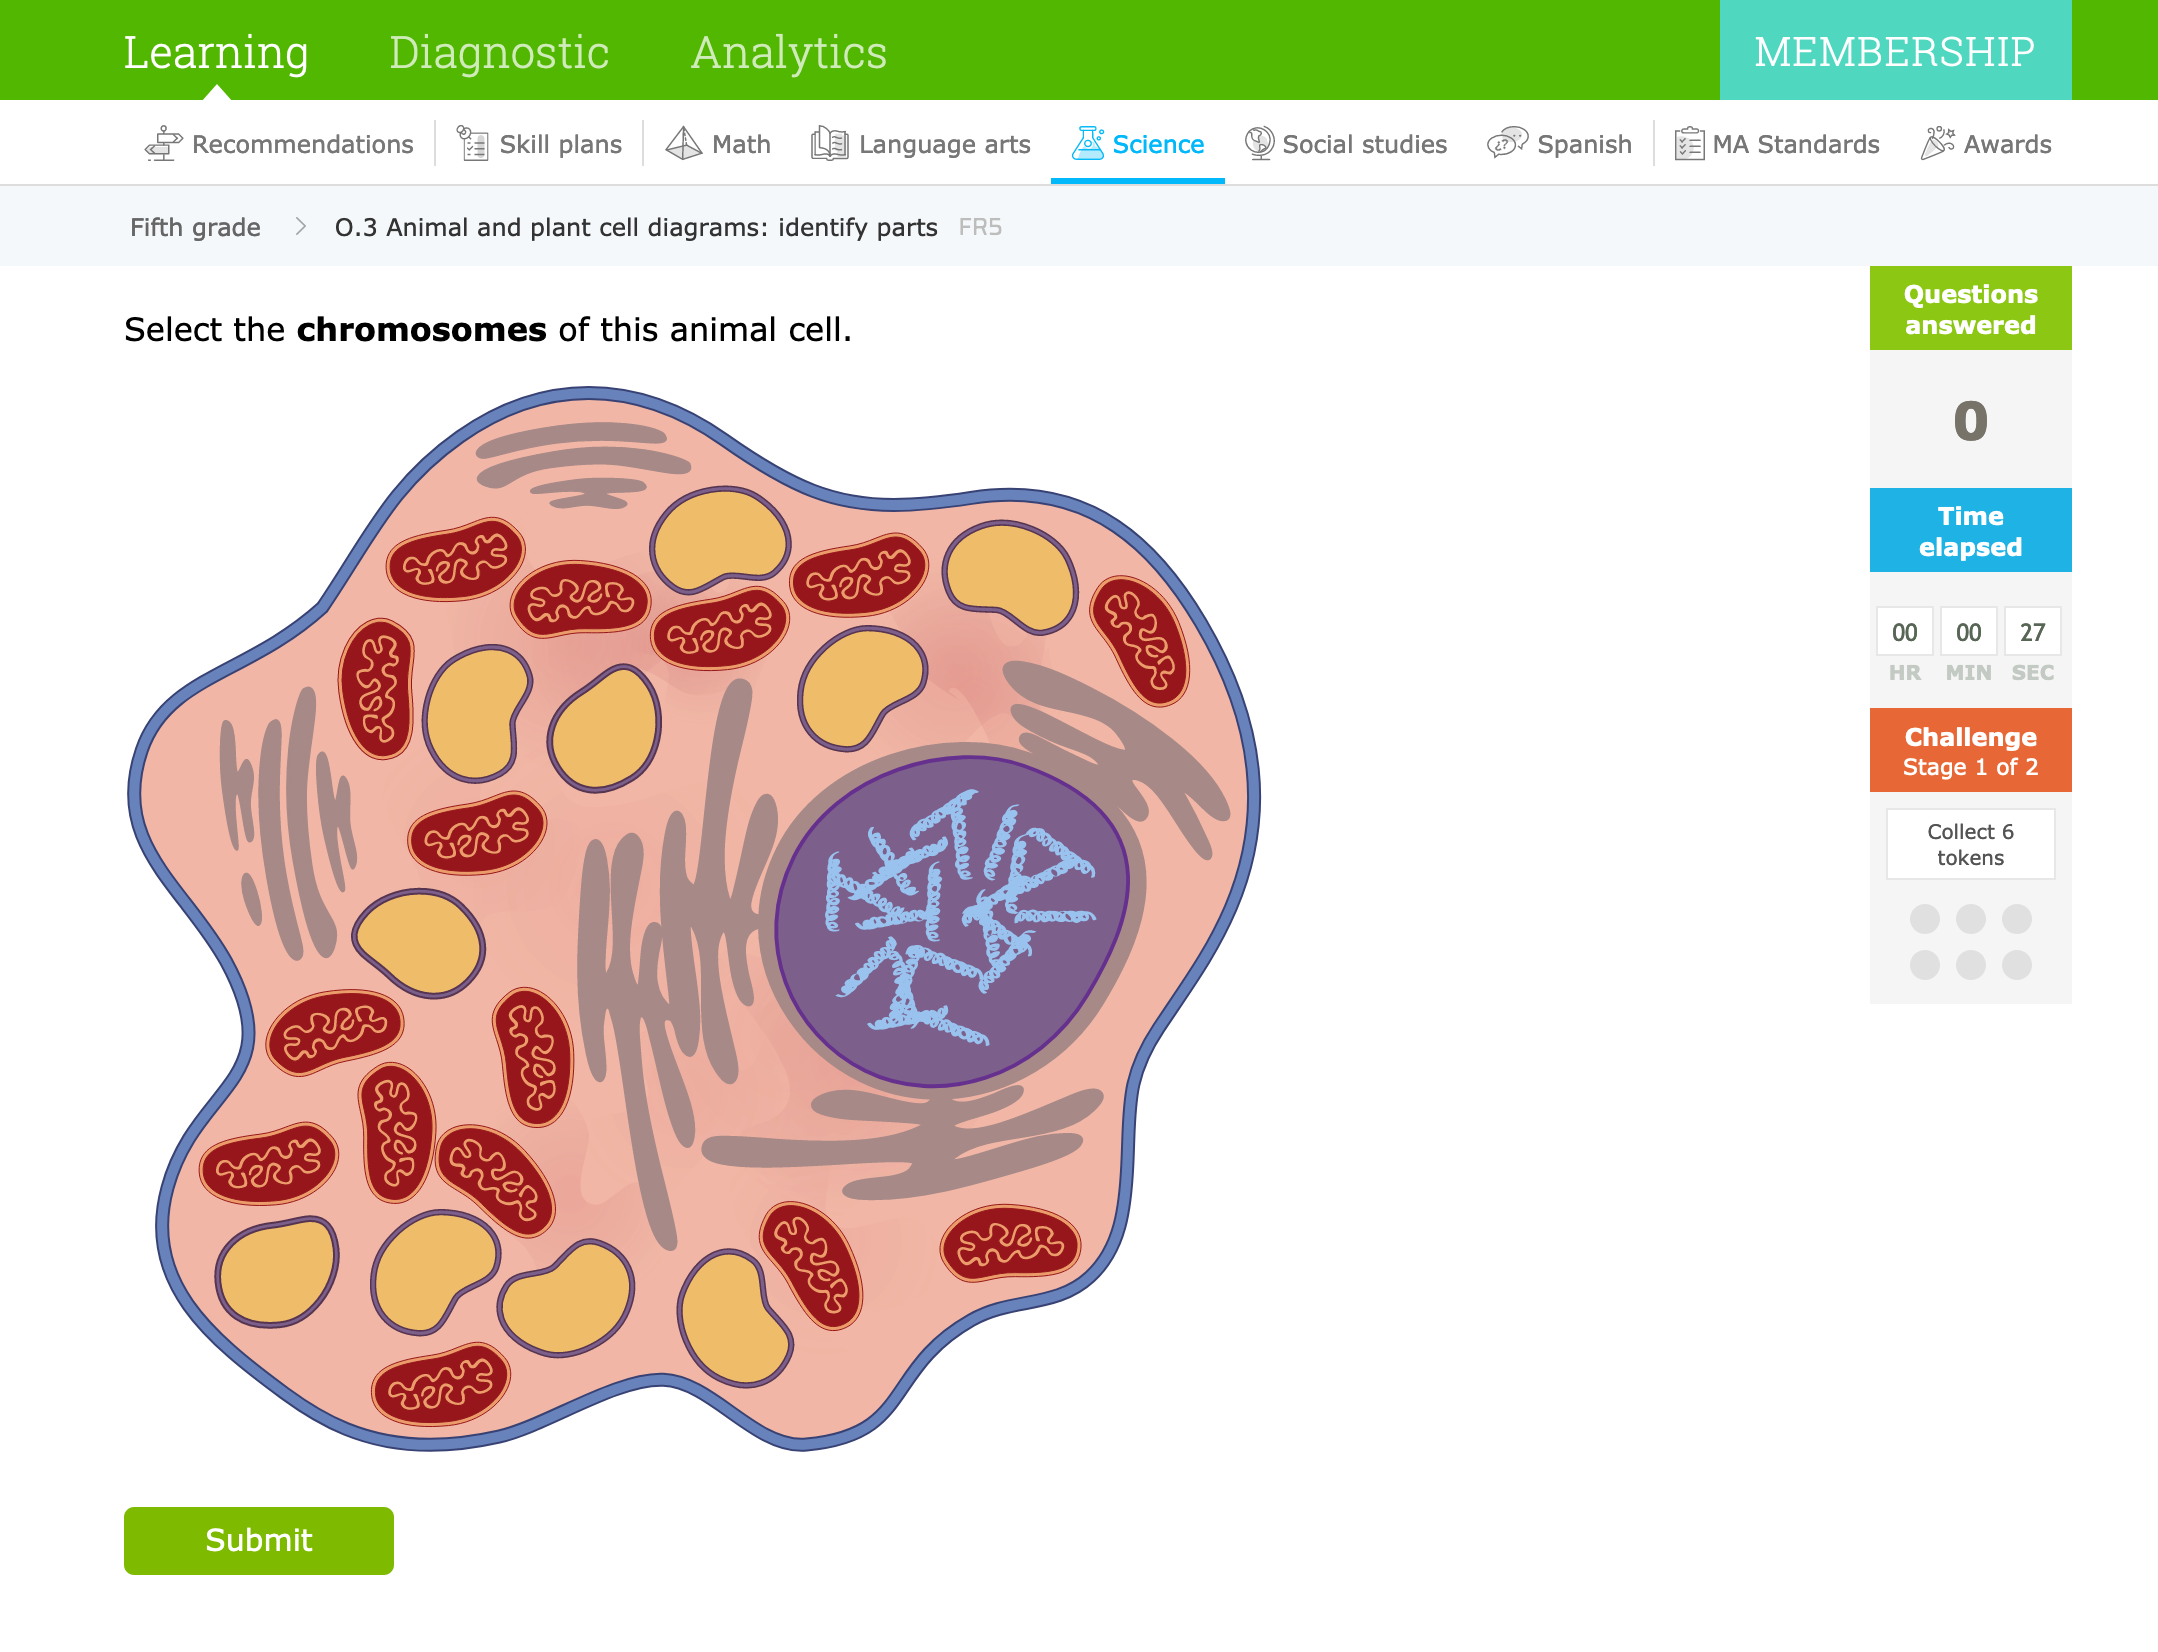 Learning Diagnostic Analytics MEMBERSHIP
Recommendations Skill plans Math Language arts Science Social studies Spanish MA Standards Awards
Fifth grade > O.3 Animal and plant cell diagrams: identify parts FR5
Select the chromosomes of this animal cell.
Questions
answered
0
Time
elapsed
00 00 27
HR MIN SEC
Challenge
Stage 1 of 2
Collect 6
tokens
Submit